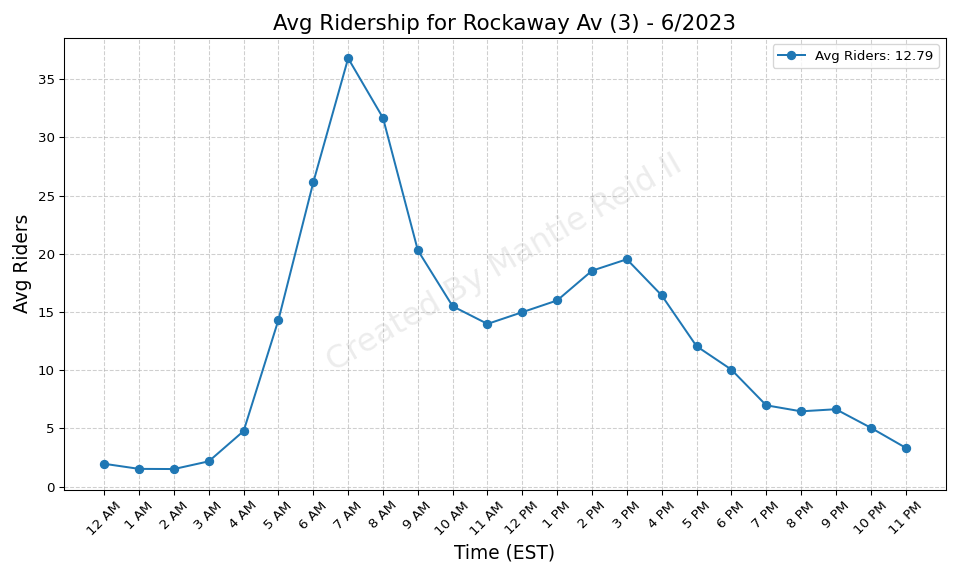 Avg Ridership for Rockaway Av (3) - 6/2023
Avg Riders: 12.79
Avg Riders
35
30
25
20
15
10
5
0
Created By Mantie Reid II
12 AM
1 AM
2 AM
3 AM
4 AM
5 AM
6 AM
7 AM
8 AM
9 AM
10 AM
11 AM
12 PM
1 PM
2 PM
3 PM
4 PM
5 PM
6 PM
7 PM
8 PM
9 PM
10 PM
11 PM
Time (EST)